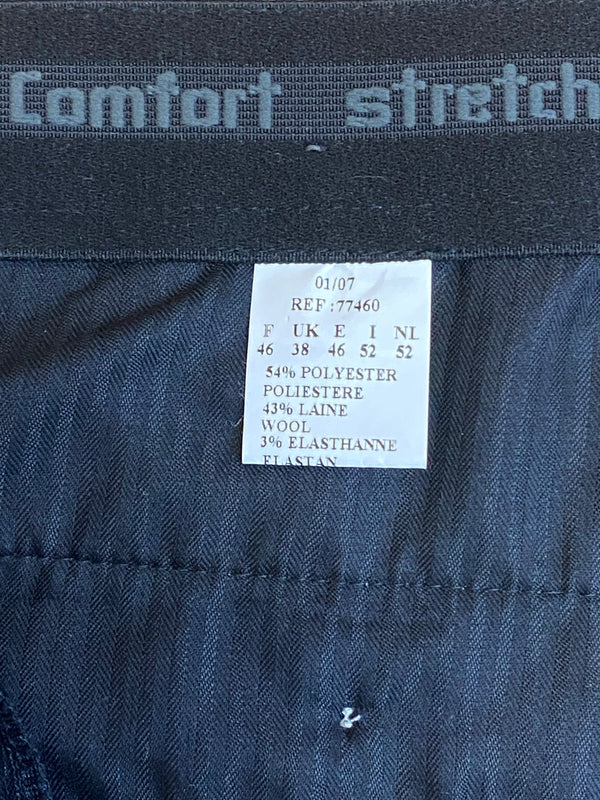 Comfort stretch
01/07
REF :77460
F UK E I NL
46 38 46 52 52
54% POLYESTER
POLIESTERE
43% LAINE
WOOL
3% ELASTHANNE
ELASTAN